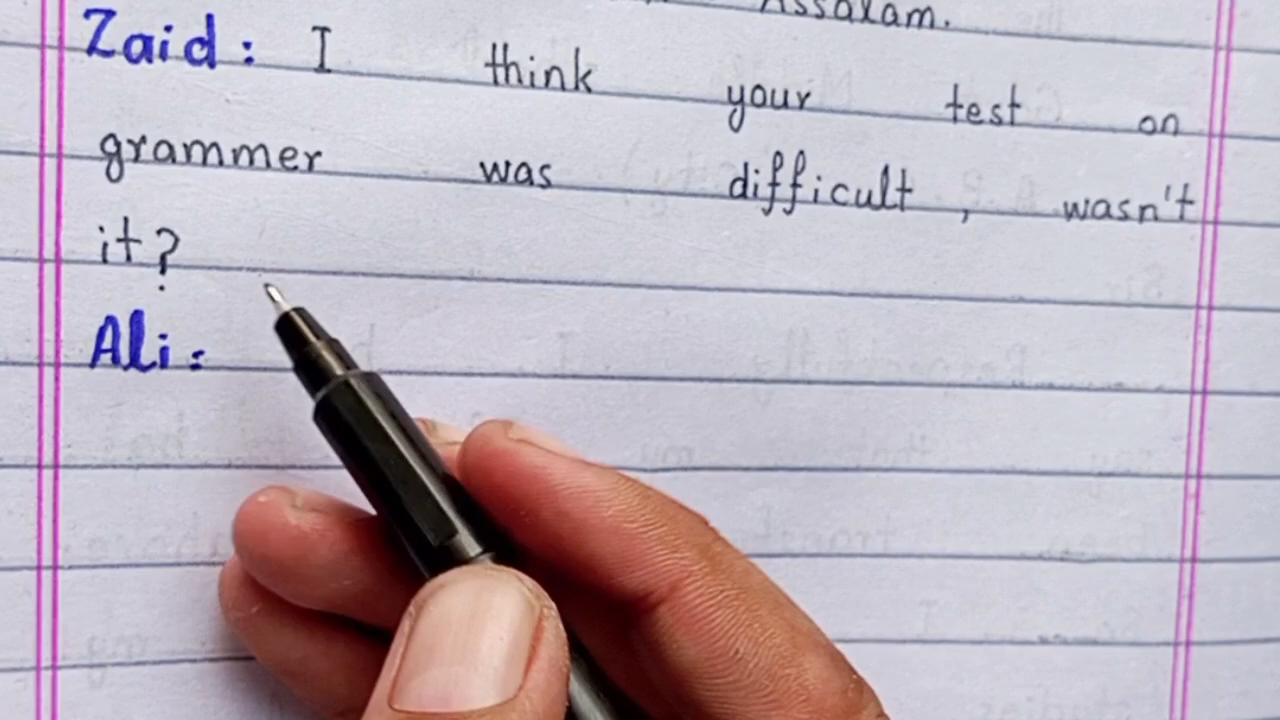 Assalam.
Zaid: I think your test on
grammer was difficult, wasn't
it?
Ali: